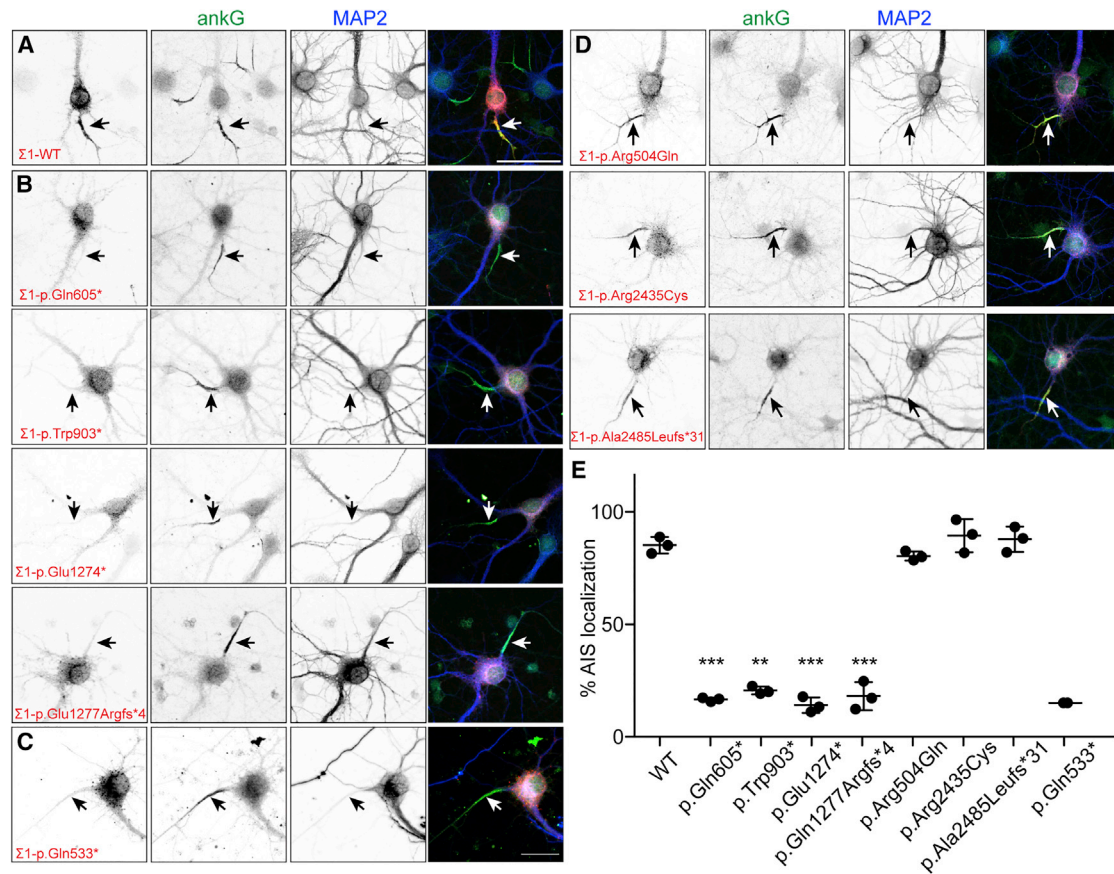 ankG MAP2
ankG MAP2
A
Σ1-WT
B
Σ1-p.Gln605*
Σ1-p.Trp903*
Σ1-p.Glu1274*
Σ1-p.Glu1277Argfs*4
C
Σ1-p.Gln533*
D
Σ1-p.Arg504Gln
Σ1-p.Arg2435Cys
Σ1-p.Ala2485Leufs*31
E
% AIS localization
100
50
0
*** ** *** ***
WT
p.Gln605*
p.Trp903*
p.Glu1274*
p.Gln1277Argfs*4
p.Arg504Gln
p.Arg2435Cys
p.Ala2485Leufs*31
p.Gln533*